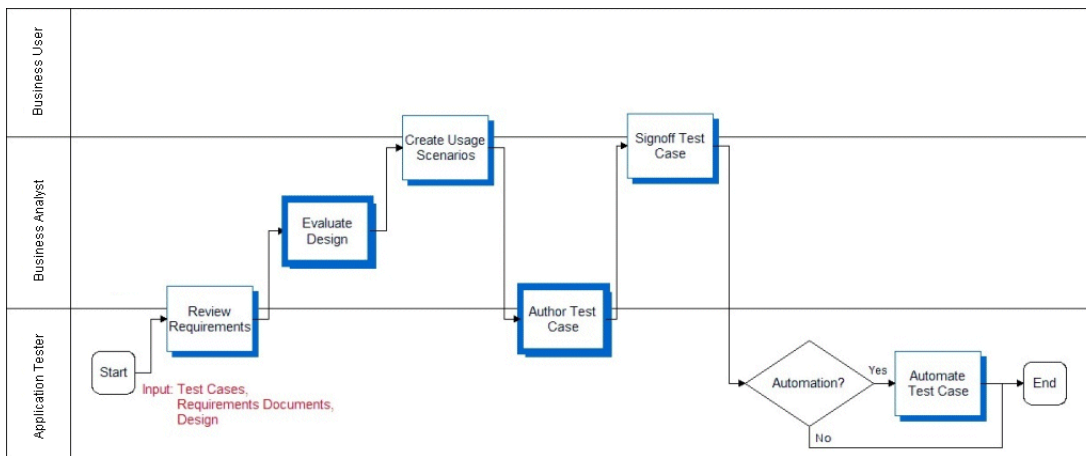 Business User
Business Analyst
Application Tester
Start
Review
Requirements
Input: Test Cases,
Requirements Documents,
Design
Evaluate
Design
Create Usage
Scenarios
Author Test
Case
Signoff Test
Case
Automation?
Yes
No
Automate
Test Case
End